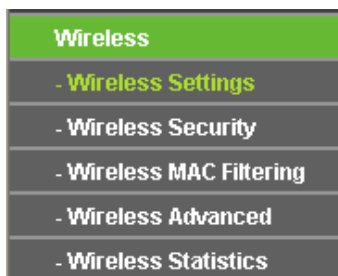 Wireless
- Wireless Settings
- Wireless Security
- Wireless MAC Filtering
- Wireless Advanced
- Wireless Statistics